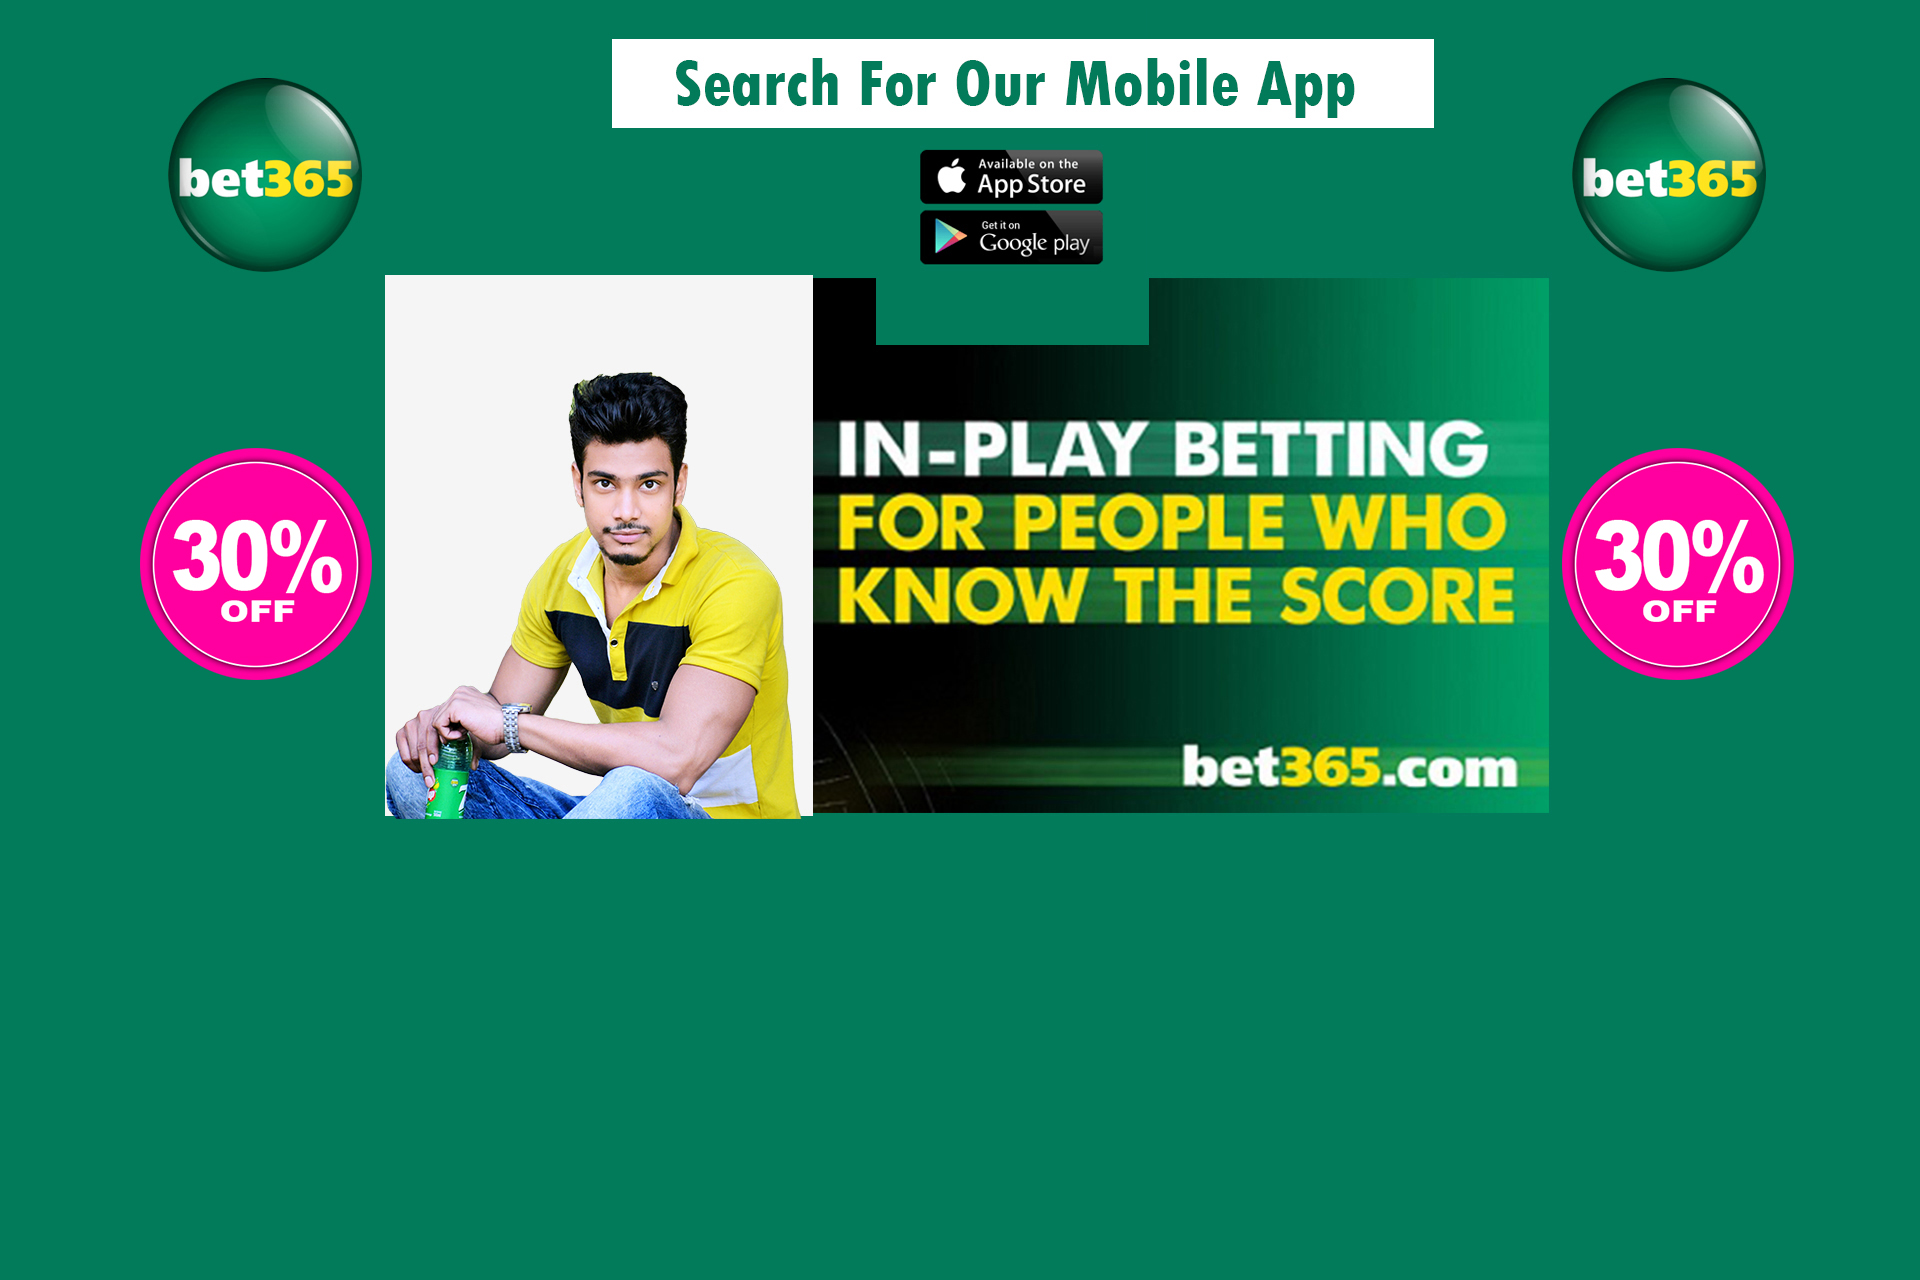 Search For Our Mobile App
bet365
bet365
Available on the
App Store
Get it on
Google play
IN-PLAY BETTING
FOR PEOPLE WHO
KNOW THE SCORE
30%
OFF
30%
OFF
bet365.com